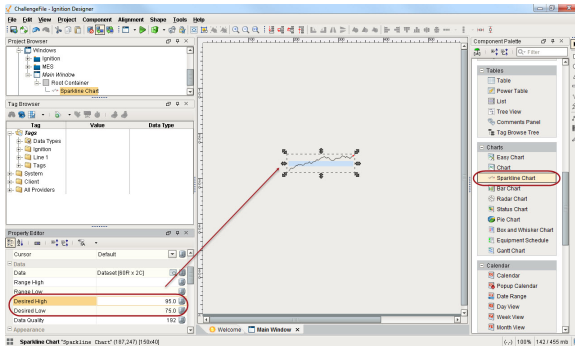 ChallengeFile - Ignition Designer
File Edit View Project Component Alignment Shape Tools Help
Project Browser
Windows
Ignition
MES
Main Window
Root Container
Sparkline Chart
Tag Browser
Tag Value Data Type
Tags
Data Types
Ignition
Line 1
Tags
System
Client
All Providers
Property Editor
Cursor Default
Data
Data Dataset [60R x 2C]
Range High
Range Low
Desired High 95.0
Desired Low 75.0
Data Quality 192
Appearance
Welcome Main Window
Component Palette
Filter
Tables
Table
Power Table
List
Tree View
Comments Panel
Tag Browse Tree
Charts
Easy Chart
Chart
Sparkline Chart
Bar Chart
Radar Chart
Status Chart
Pie Chart
Box and Whisker Chart
Equipment Schedule
Gantt Chart
Calendar
Calendar
Popup Calendar
Date Range
Day View
Week View
Month View
Sparkline Chart "Sparkline Chart" (187,247) [150x40]
(-,-) 100% 142 / 455 mb